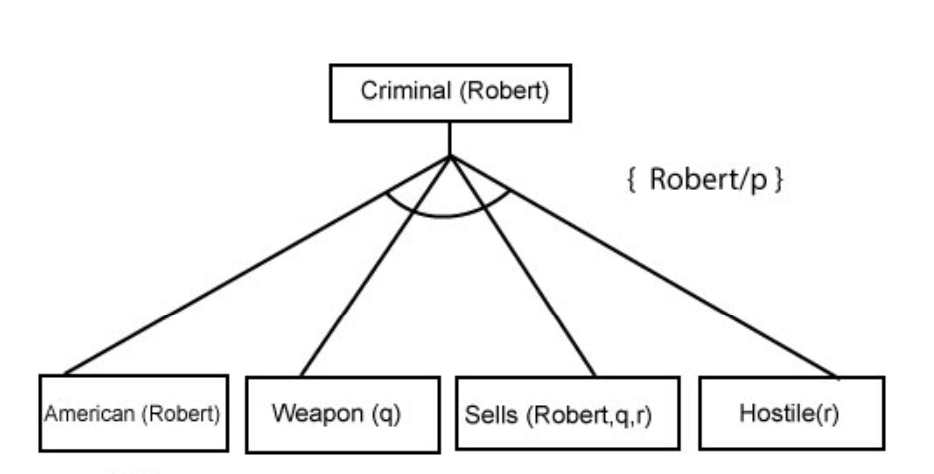 Criminal (Robert)
{ Robert/p }
American (Robert)
Weapon (q)
Sells (Robert,q,r)
Hostile(r)